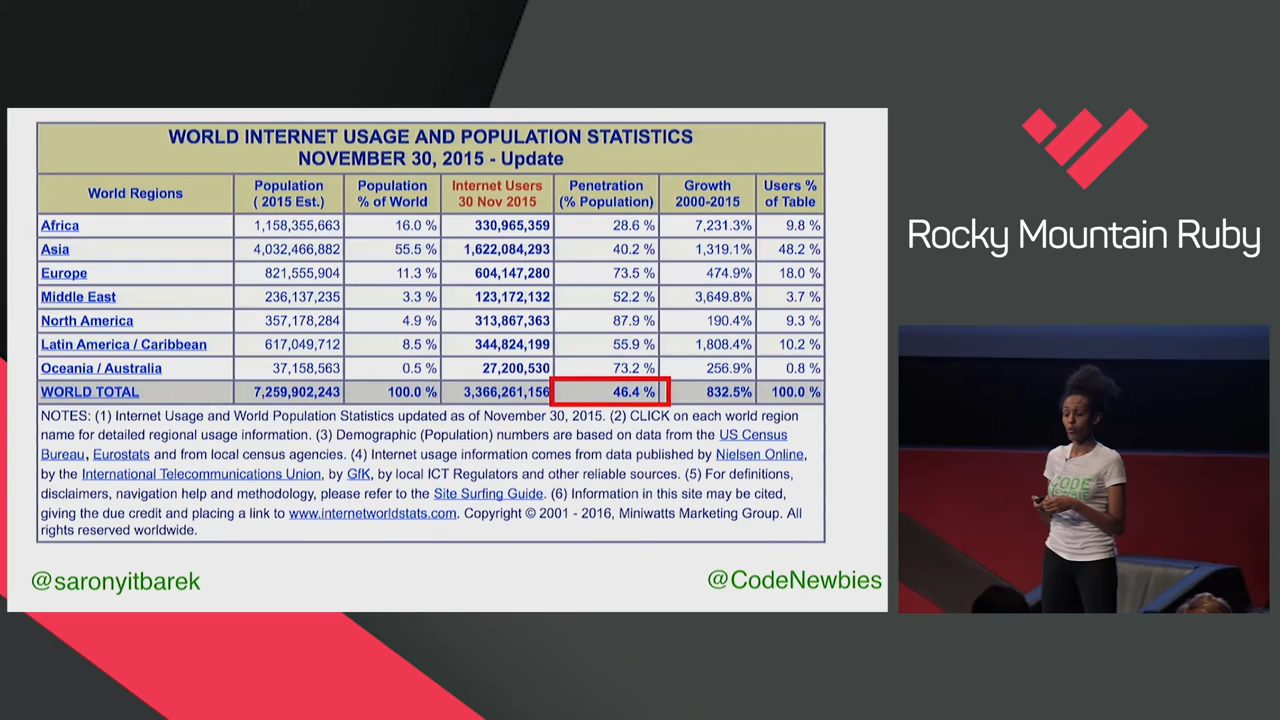 WORLD INTERNET USAGE AND POPULATION STATISTICS
NOVEMBER 30, 2015 - Update
World Regions Population ( 2015 Est.) Population % of World Internet Users 30 Nov 2015 Penetration (% Population) Growth 2000-2015 Users % of Table
Africa 1,158,355,663 16.0 % 330,965,359 28.6 % 7,231.3% 9.8 %
Asia 4,032,466,882 55.5 % 1,622,084,293 40.2 % 1,319.1% 48.2 %
Europe 821,555,904 11.3 % 604,147,280 73.5 % 474.9% 18.0 %
Middle East 236,137,235 3.3 % 123,172,132 52.2 % 3,649.8% 3.7 %
North America 357,178,284 4.9 % 313,867,363 87.9 % 190.4% 9.3 %
Latin America / Caribbean 617,049,712 8.5 % 344,824,199 55.9 % 1,808.4% 10.2 %
Oceania / Australia 37,158,563 0.5 % 27,200,530 73.2 % 256.9% 0.8 %
WORLD TOTAL 7,259,902,243 100.0 % 3,366,261,156 46.4 % 832.5% 100.0 %
NOTES: (1) Internet Usage and World Population Statistics updated as of November 30, 2015. (2) CLICK on each world region
name for detailed regional usage information. (3) Demographic (Population) numbers are based on data from the US Census
Bureau, Eurostats and from local census agencies. (4) Internet usage information comes from data published by Nielsen Online,
by the International Telecommunications Union, by GfK, by local ICT Regulators and other reliable sources. (5) For definitions,
disclaimers, navigation help and methodology, please refer to the Site Surfing Guide. (6) Information in this site may be cited,
giving the due credit and placing a link to www.internetworldstats.com. Copyright © 2001 - 2016, Miniwatts Marketing Group. All
rights reserved worldwide.
@saronyitbarek
@CodeNewbies
Rocky Mountain Ruby
CODE
NEWBIE